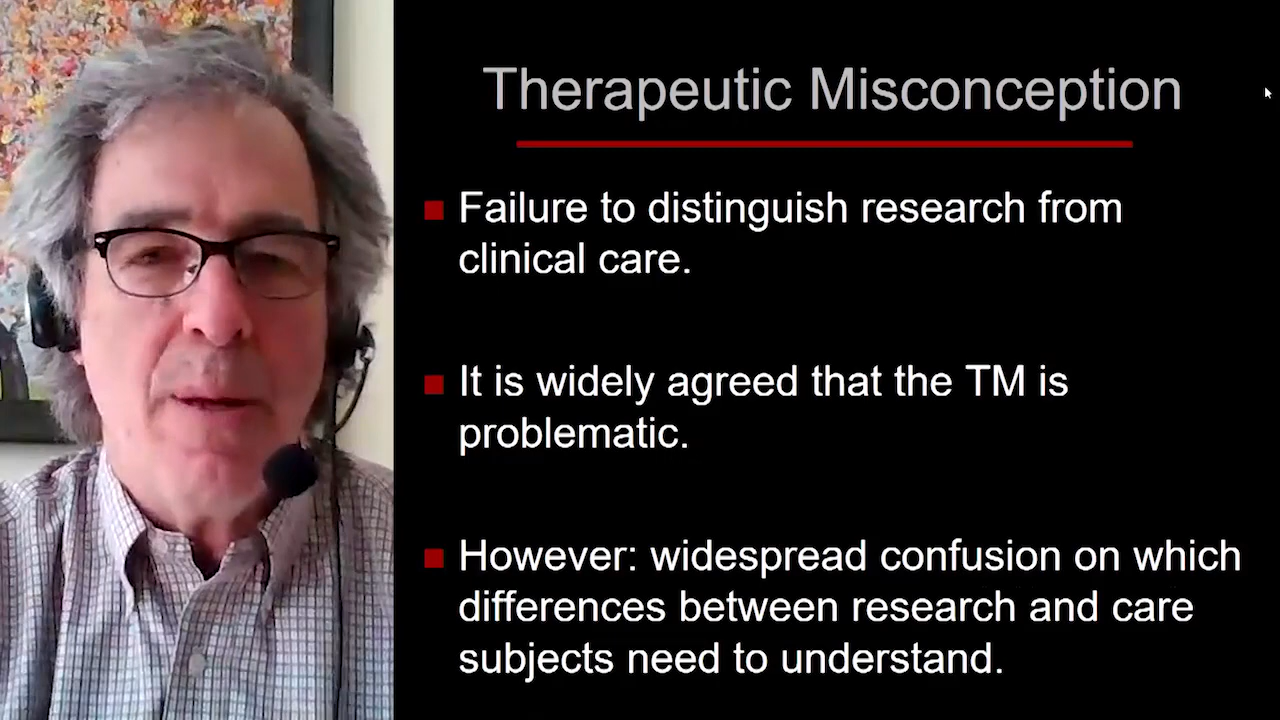 Therapeutic Misconception
Failure to distinguish research from
clinical care.
It is widely agreed that the TM is
problematic.
However: widespread confusion on which
differences between research and care
subjects need to understand.